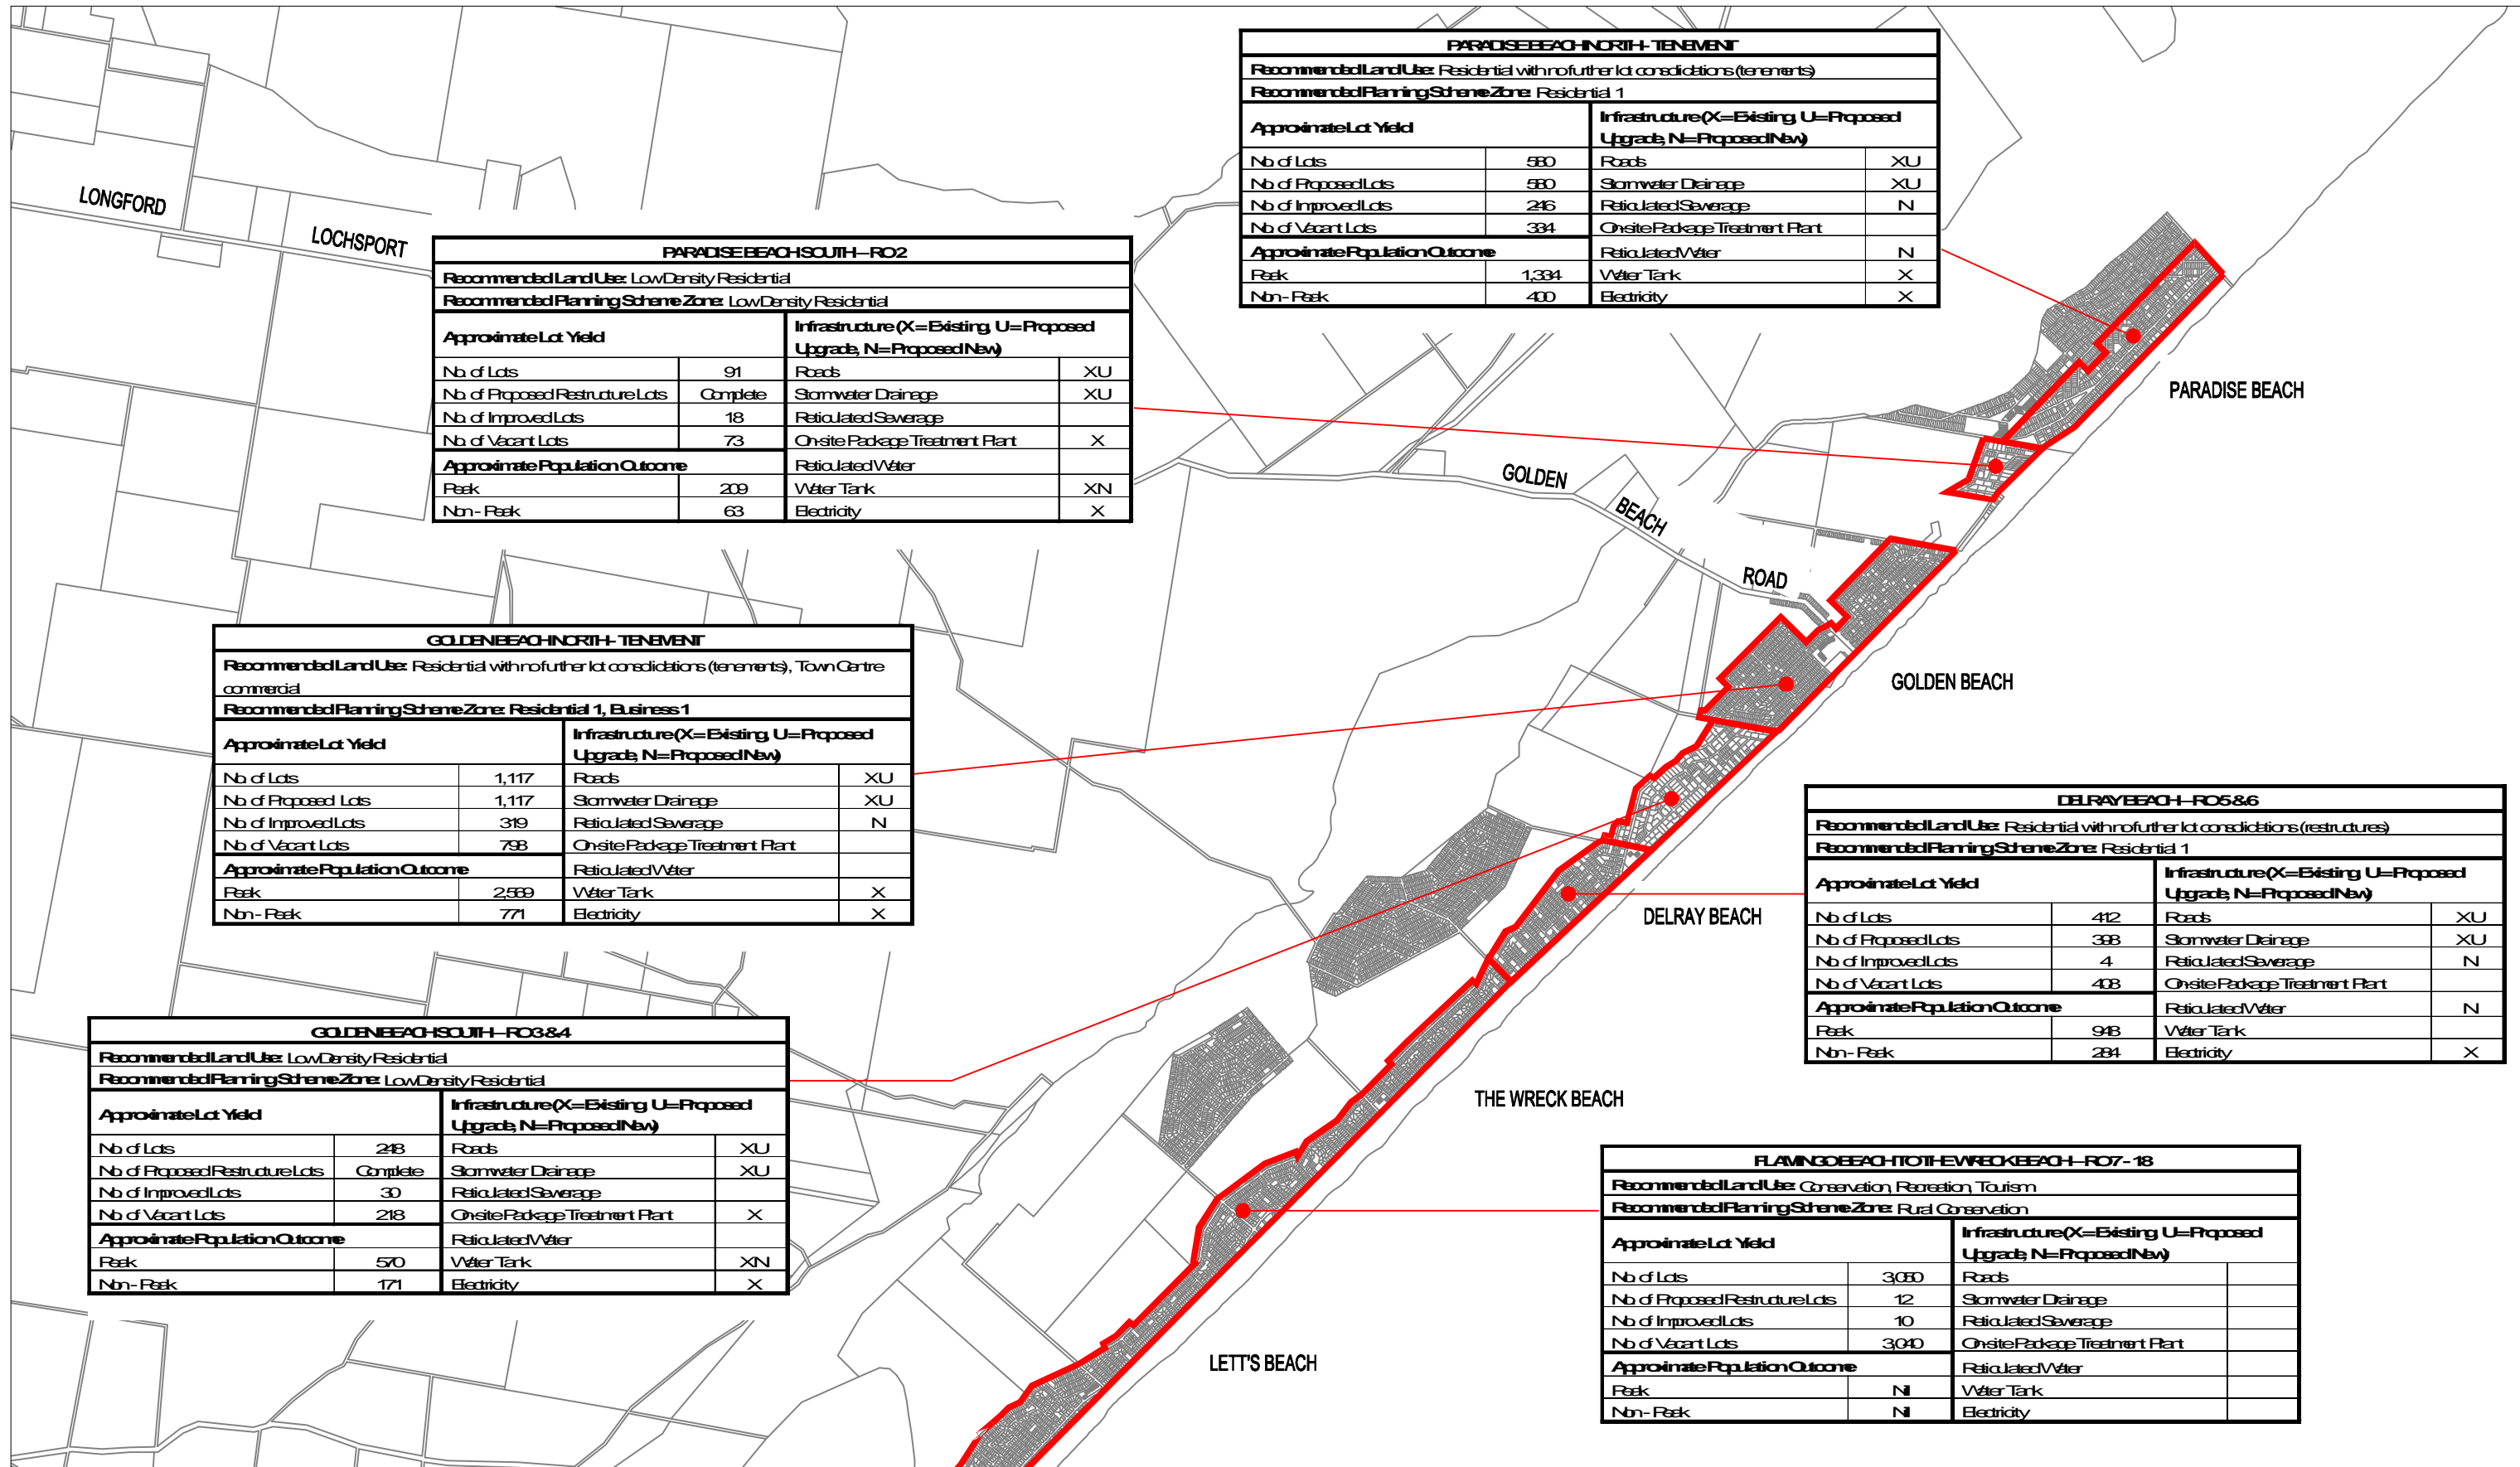 PARADISE BEACH NORTH - TENEMENT
Recommended Land Use: Residential with no further lot consolidations (tenements)
Recommended Planning Scheme Zone: Residential 1
Approximate Lot Yield
Infrastructure (X = Existing, U = Proposed
Upgrade, N = Proposed New)
No. of Lots 580 Roads XU
No. of Proposed Lots 580 Stormwater Drainage XU
No. of Improved Lots 246 Reticulated Sewerage N
No. of Vacant Lots 334 On-site Package Treatment Plant
Approximate Population Outcome Reticulated Water N
Peak 1,334 Water Tank X
Non - Peak 400 Electricity X
LONGFORD
LOCHSPORT
PARADISE BEACH SOUTH – RO 2
Recommended Land Use: Low Density Residential
Recommended Planning Scheme Zone: Low Density Residential
Approximate Lot Yield
Infrastructure (X = Existing, U = Proposed
Upgrade, N = Proposed New)
No. of Lots 91 Roads XU
No. of Proposed Restructure Lots Complete Stormwater Drainage XU
No. of Improved Lots 18 Reticulated Sewerage
No. of Vacant Lots 73 On-site Package Treatment Plant X
Approximate Population Outcome Reticulated Water
Peak 209 Water Tank XN
Non - Peak 63 Electricity X
PARADISE BEACH
GOLDEN
BEACH
ROAD
GOLDEN BEACH NORTH - TENEMENT
Recommended Land Use: Residential with no further lot consolidations (tenements), Town Centre
commercial
Recommended Planning Scheme Zone: Residential 1, Business 1
Approximate Lot Yield
Infrastructure (X = Existing, U = Proposed
Upgrade, N = Proposed New)
No. of Lots 1,117 Roads XU
No. of Proposed Lots 1,117 Stormwater Drainage XU
No. of Improved Lots 319 Reticulated Sewerage N
No. of Vacant Lots 798 On-site Package Treatment Plant
Approximate Population Outcome Reticulated Water
Peak 2,569 Water Tank X
Non - Peak 771 Electricity X
GOLDEN BEACH
DELRAY BEACH – RO 5 & 6
Recommended Land Use: Residential with no further lot consolidations (restructures)
Recommended Planning Scheme Zone: Residential 1
Approximate Lot Yield
Infrastructure (X = Existing, U = Proposed
Upgrade, N = Proposed New)
No. of Lots 412 Roads XU
No. of Proposed Lots 398 Stormwater Drainage XU
No. of Improved Lots 4 Reticulated Sewerage N
No. of Vacant Lots 408 On-site Package Treatment Plant
Approximate Population Outcome Reticulated Water N
Peak 948 Water Tank
Non - Peak 284 Electricity X
DELRAY BEACH
GOLDEN BEACH SOUTH – RO 3 & 4
Recommended Land Use: Low Density Residential
Recommended Planning Scheme Zone: Low Density Residential
Approximate Lot Yield
Infrastructure (X = Existing, U = Proposed
Upgrade, N = Proposed New)
No. of Lots 248 Roads XU
No. of Proposed Restructure Lots Complete Stormwater Drainage XU
No. of Improved Lots 30 Reticulated Sewerage
No. of Vacant Lots 218 On-site Package Treatment Plant X
Approximate Population Outcome Reticulated Water
Peak 570 Water Tank XN
Non - Peak 171 Electricity X
THE WRECK BEACH
FLAMINGO BEACH TO THE WRECK BEACH – RO 7 - 18
Recommended Land Use: Conservation, Recreation, Tourism
Recommended Planning Scheme Zone: Rural Conservation
Approximate Lot Yield
Infrastructure (X = Existing, U = Proposed
Upgrade, N = Proposed New)
No. of Lots 3,050 Roads
No. of Proposed Restructure Lots 12 Stormwater Drainage
No. of Improved Lots 10 Reticulated Sewerage
No. of Vacant Lots 3,040 On-site Package Treatment Plant
Approximate Population Outcome Reticulated Water
Peak Nil Water Tank
Non - Peak Nil Electricity
LETT'S BEACH